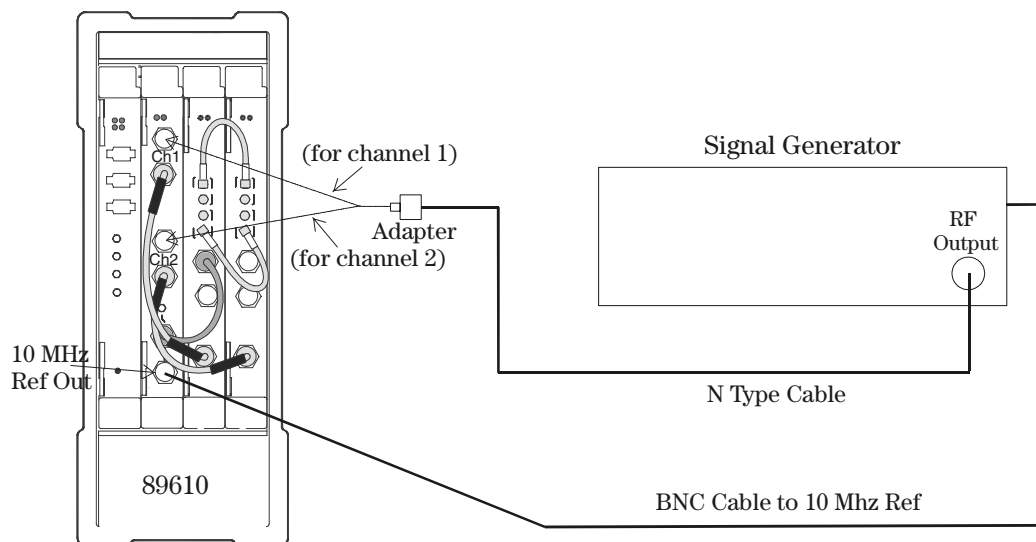 Signal Generator
(for channel 1)
Ch1
RF
Output
Adapter
(for channel 2)
Ch2
10 MHz
Ref Out
N Type Cable
89610
BNC Cable to 10 Mhz Ref